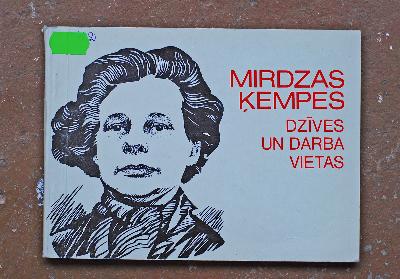 MIRDZAS
ĶEMPES
DZĪVES
UN DARBA
VIETAS